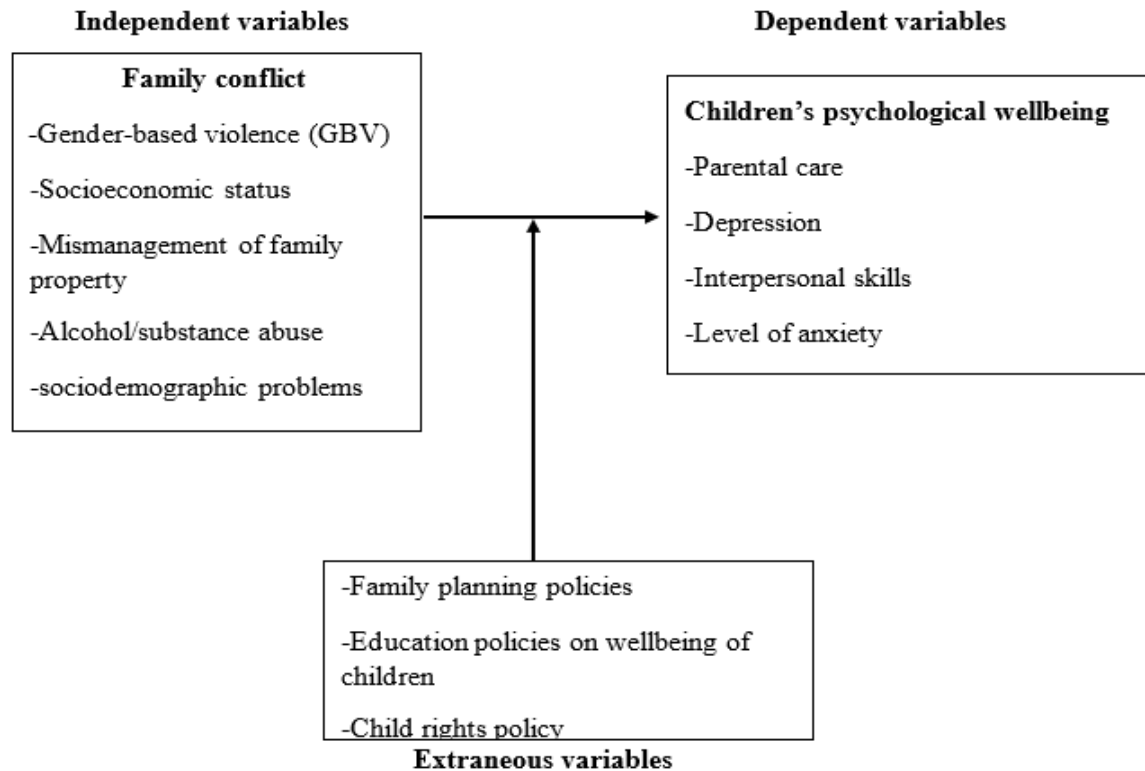 Independent variables
Family conflict
-Gender-based violence (GBV)
-Socioeconomic status
-Mismanagement of family
property
-Alcohol/substance abuse
-sociodemographic problems
Dependent variables
Children’s psychological wellbeing
-Parental care
-Depression
-Interpersonal skills
-Level of anxiety
-Family planning policies
-Education policies on wellbeing of
children
-Child rights policy
Extraneous variables